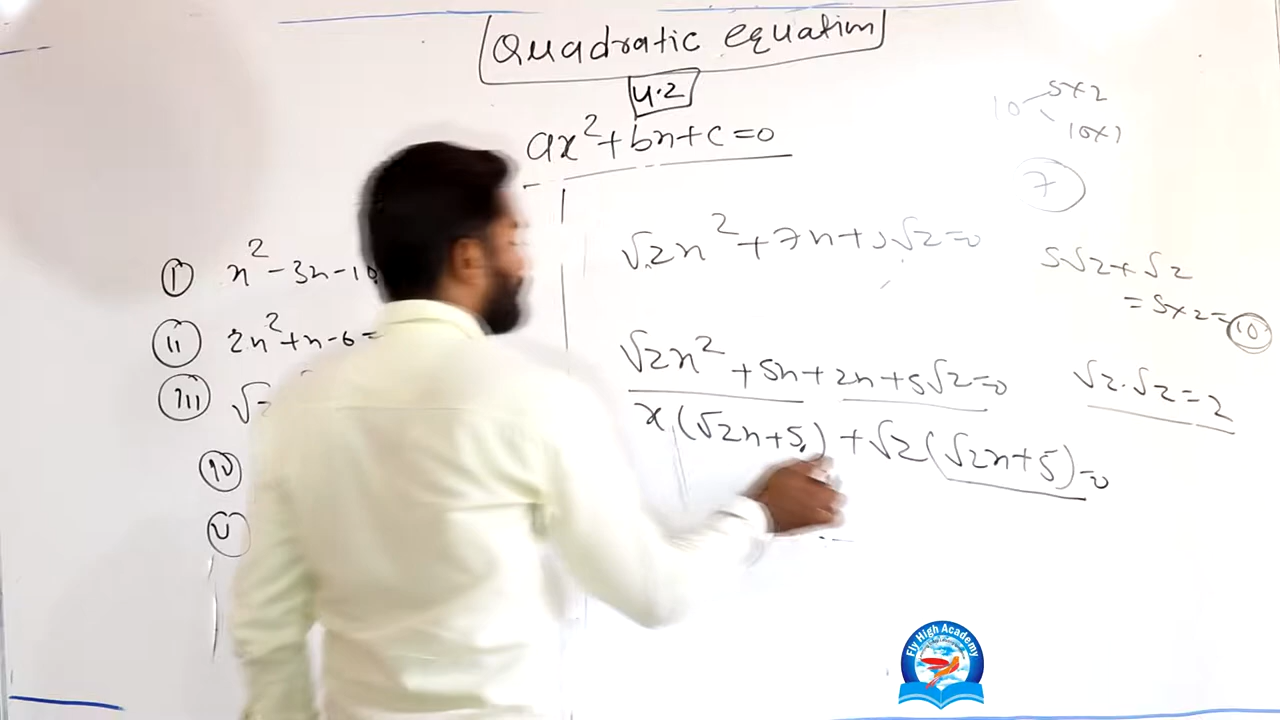 Quadratic equation
4.2
ax²+bx+c=0
(i) x²-3x-10
(ii) 2x²+x-6=
(iii) √2
(iv)
(v)
√2x²+7x+5√2=0
√2x²+5x+2x+5√2=0
x(√2x+5)+√2(√2x+5)=0
10 5×2
10×1
7
5√2×√2
=5×2=10
√2.√2=2
Fly High Academy